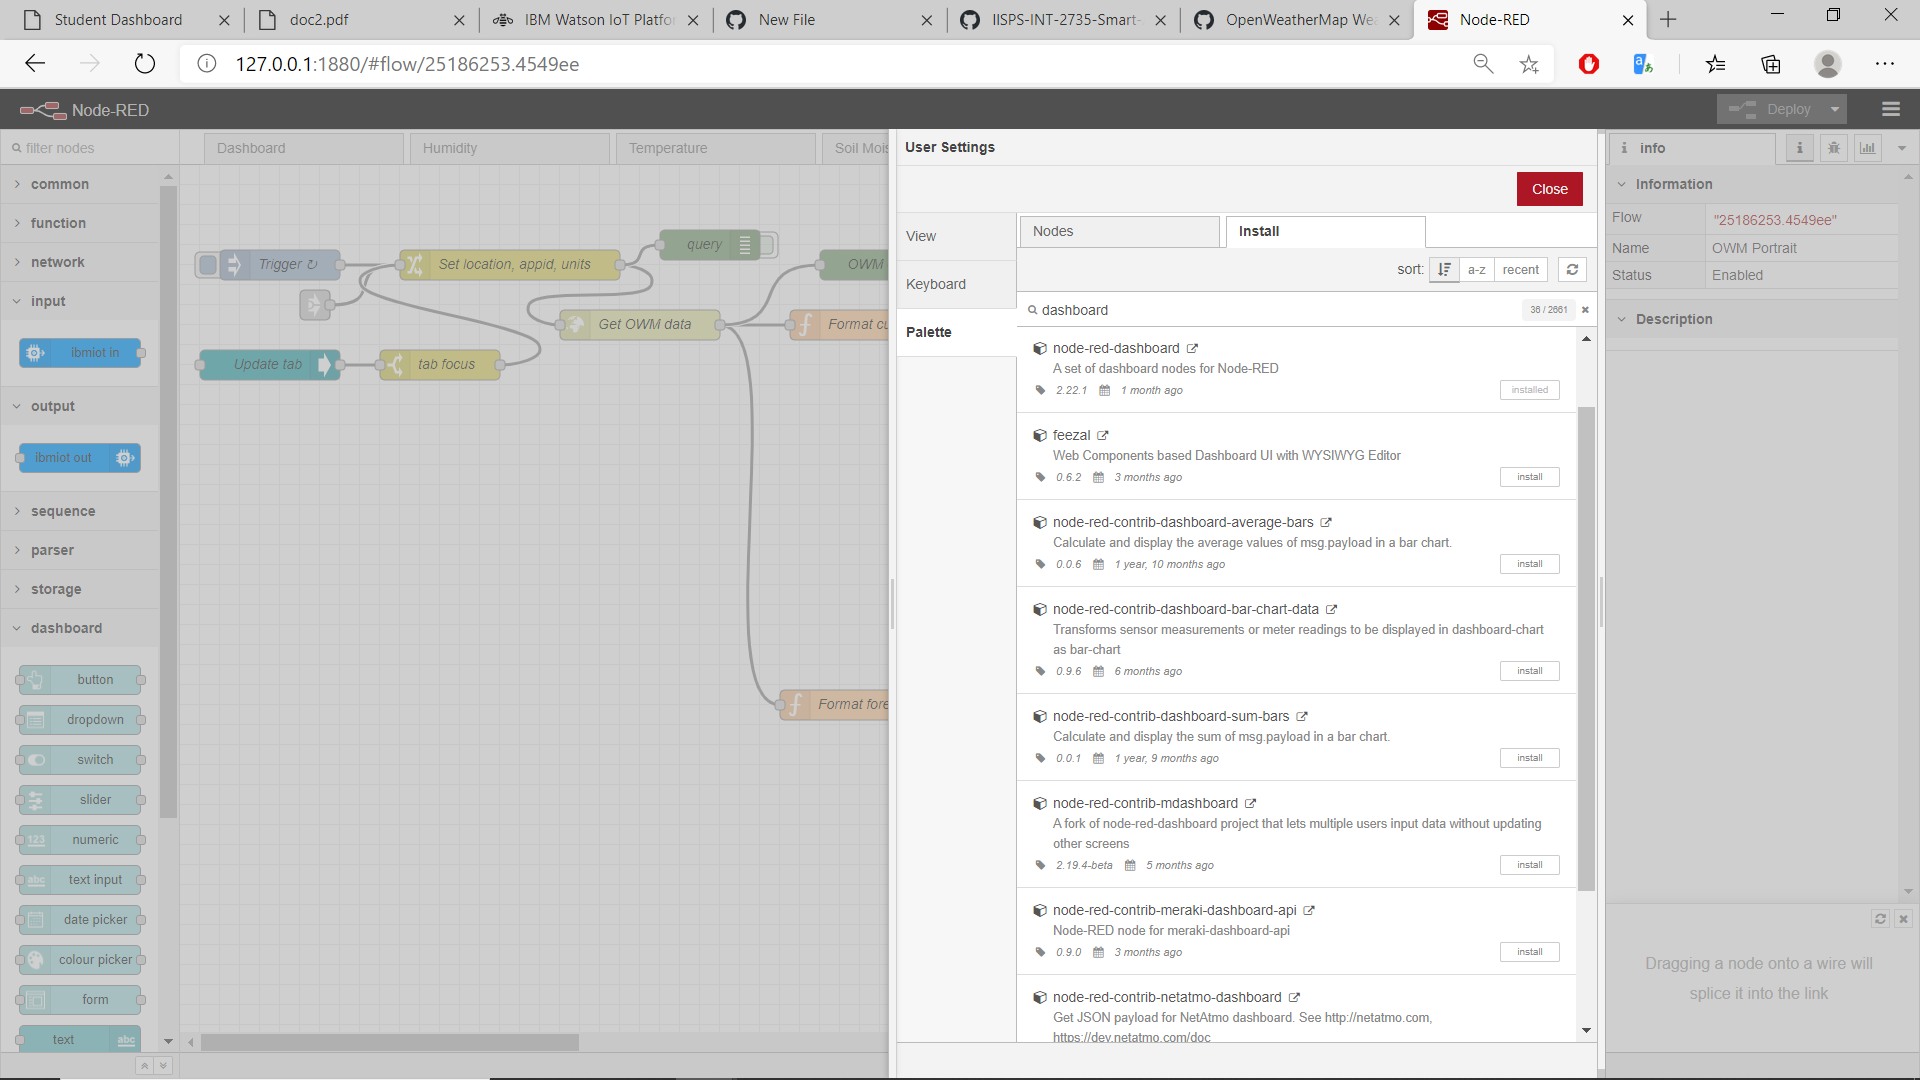 Student Dashboard
doc2.pdf
IBM Watson IoT Platfo
New File
IISPS-INT-2735-Smart-
OpenWeatherMap Wea
Node-RED
127.0.0.1:1880/#flow/25186253.4549ee
Node-RED
Deploy
filter nodes
common
function
network
input
ibmiot in
output
ibmiot out
sequence
parser
storage
dashboard
button
dropdown
switch
slider
123 numeric
abc text input
date picker
colour picker
form
text abc
Dashboard
Humidity
Temperature
Soil Mois
Trigger ↻
Set location, appid, units
query
OWM
Get OWM data
Format cu
Update tab
tab focus
Format fore
User Settings
Close
View
Keyboard
Palette
Nodes
Install
sort: a-z recent
dashboard
36 / 2661
node-red-dashboard
A set of dashboard nodes for Node-RED
2.22.1 1 month ago
installed
feezal
Web Components based Dashboard UI with WYSIWYG Editor
0.6.2 3 months ago
install
node-red-contrib-dashboard-average-bars
Calculate and display the average values of msg.payload in a bar chart.
0.0.6 1 year, 10 months ago
install
node-red-contrib-dashboard-bar-chart-data
Transforms sensor measurements or meter readings to be displayed in dashboard-chart
as bar-chart
0.9.6 6 months ago
install
node-red-contrib-dashboard-sum-bars
Calculate and display the sum of msg.payload in a bar chart.
0.0.1 1 year, 9 months ago
install
node-red-contrib-mdashboard
A fork of node-red-dashboard project that lets multiple users input data without updating
other screens
2.19.4-beta 5 months ago
install
node-red-contrib-meraki-dashboard-api
Node-RED node for meraki-dashboard-api
0.9.0 3 months ago
install
node-red-contrib-netatmo-dashboard
Get JSON payload for NetAtmo dashboard. See http://netatmo.com,
https://dev.netatmo.com/doc
info
Information
Flow "25186253.4549ee"
Name OWM Portrait
Status Enabled
Description
Dragging a node onto a wire will
splice it into the link